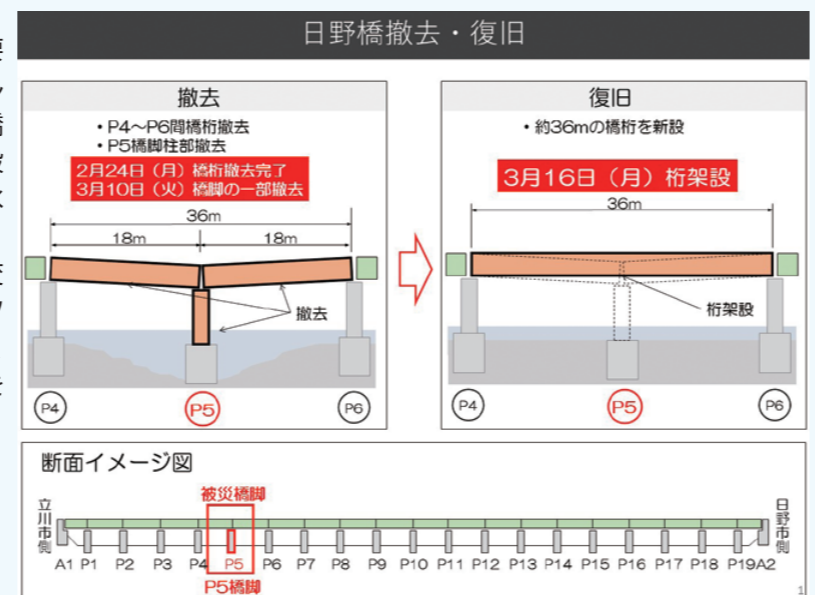 日野橋撤去・復旧
撤去
・P4～P6間橋桁撤去
・P5橋脚柱部撤去
2月24日（月）橋桁撤去完了
3月10日（火）橋脚の一部撤去
36m
18m
18m
撤去
P4
P5
P6
復旧
・約36mの橋桁を新設
3月16日（月）桁架設
36m
桁架設
P4
P5
P6
断面イメージ図
被災橋脚
立川市側
日野市側
A1 P1 P2 P3 P4 P5 P6 P7 P8 P9 P10 P11 P12 P13 P14 P15 P16 P17 P18 P19 A2
P5橋脚
1